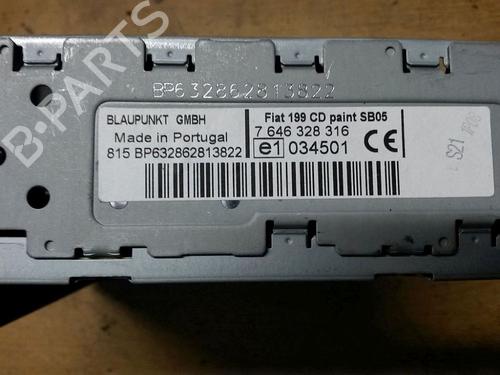 BP632862813822
BLAUPUNKT GMBH
Made in Portugal
815 BP632862813822
Fiat 199 CD paint SB05
7 646 328 316
e1 034501 CE
S21
B-PARTS